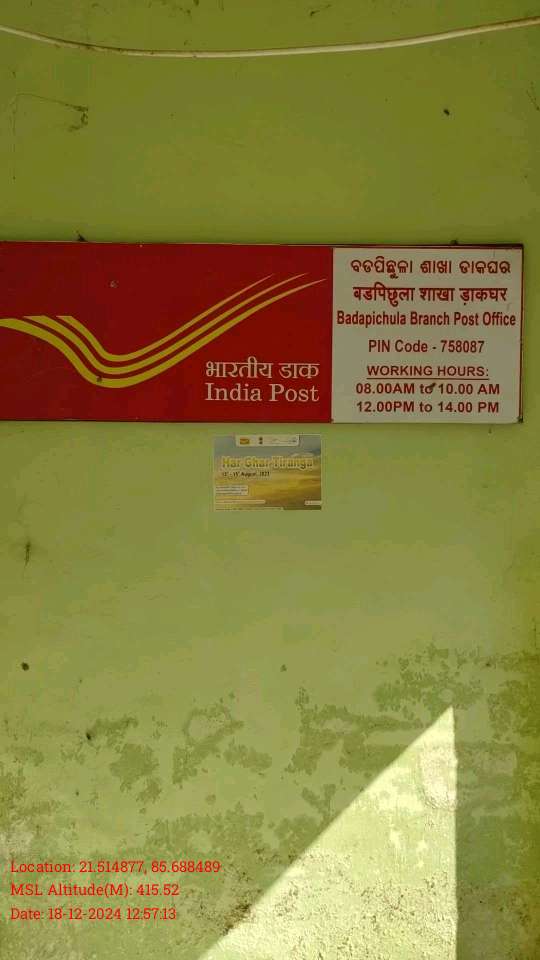 ବଡପିଛୁଳା ଶାଖା ଡାକଘର
बडपिछुला शाखा ड़ाकघर
Badapichula Branch Post Office
PIN Code - 758087
WORKING HOURS:
08.00AM to 10.00 AM
12.00PM to 14.00 PM
भारतीय डाक
India Post
Har Ghar Tiranga
Location: 21.514877, 85.688489
MSL Altitude(M): 415.52
Date: 18-12-2024 12:57:13